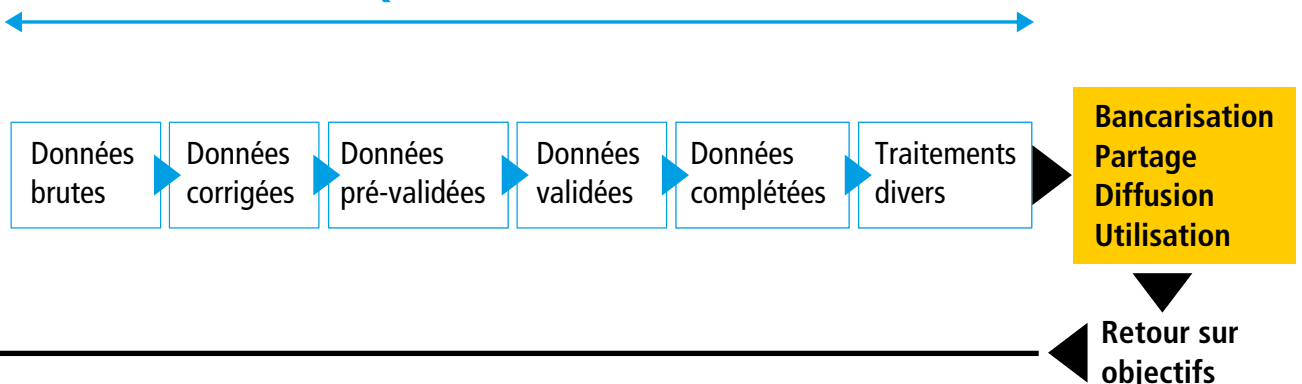 Données
brutes
Données
corrigées
Données
pré-validées
Données
validées
Données
complétées
Traitements
divers
Bancarisation
Partage
Diffusion
Utilisation
Retour sur
objectifs